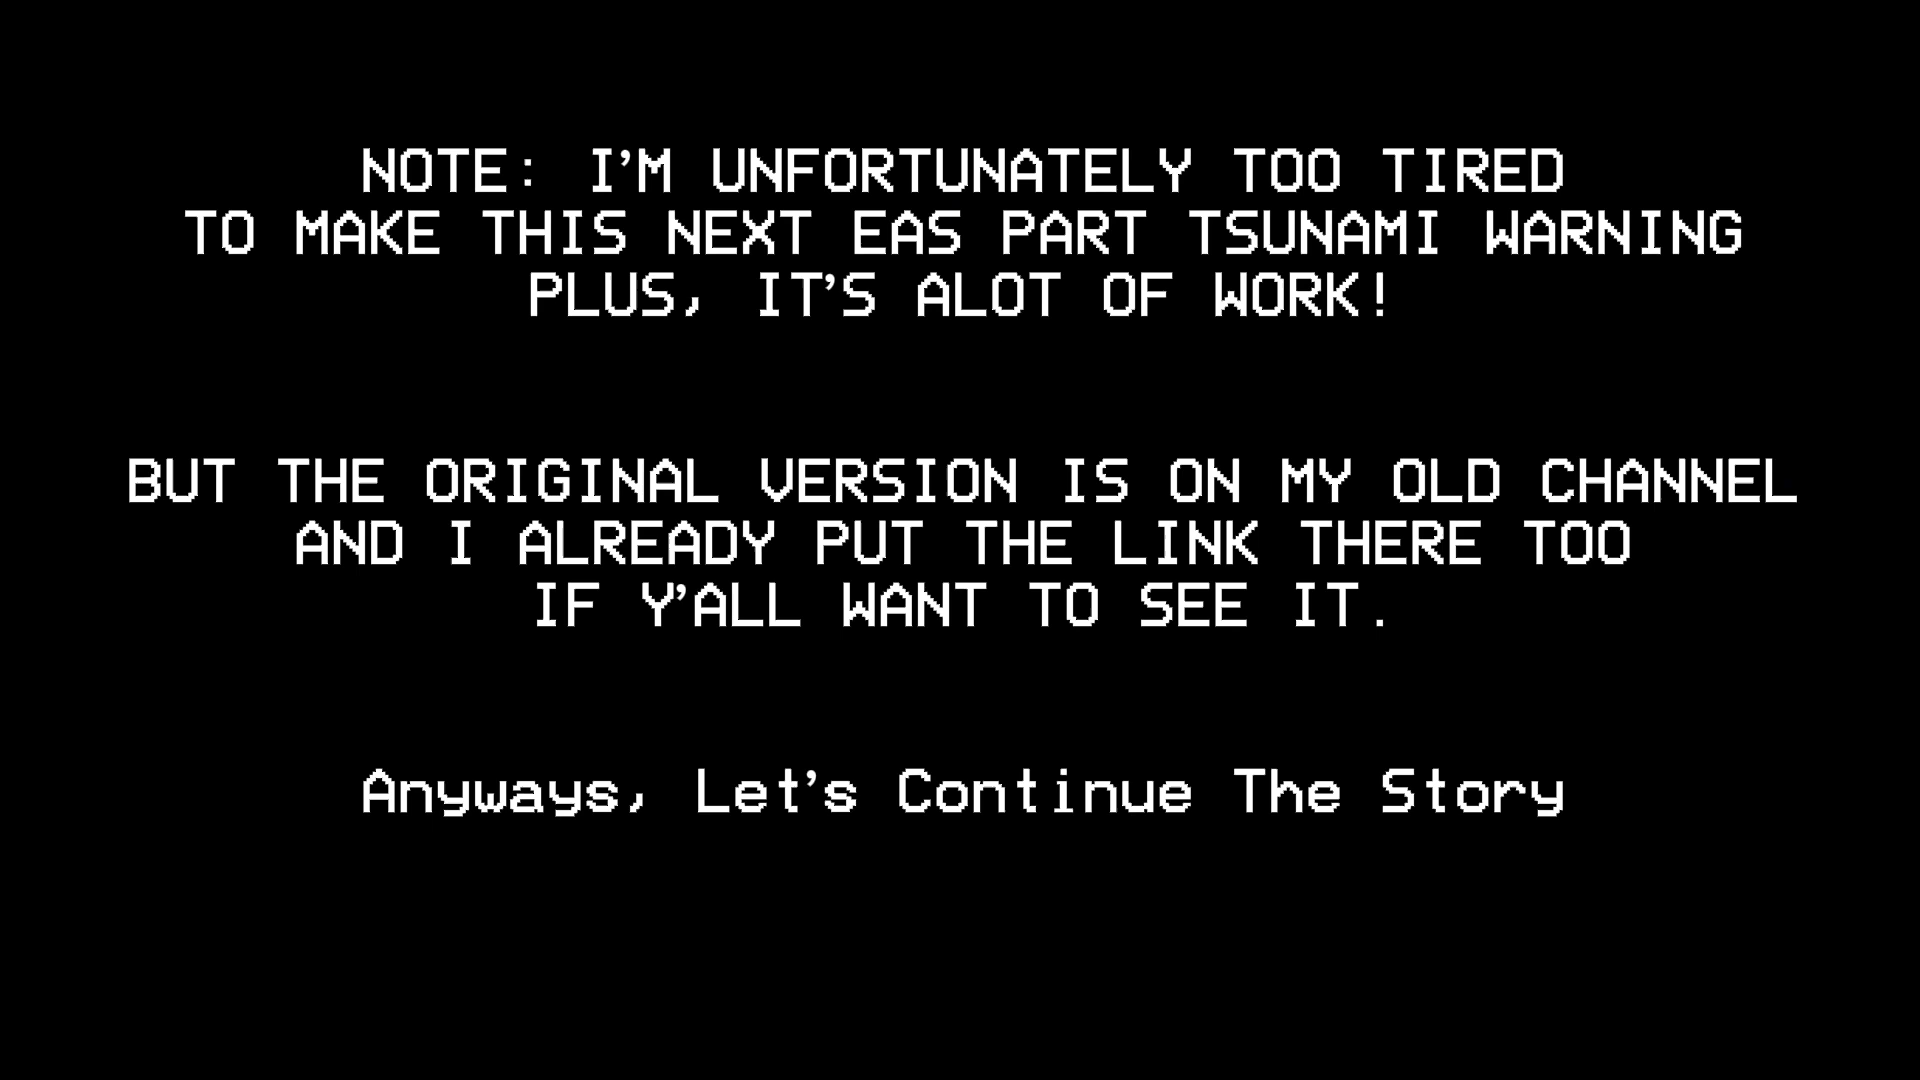 NOTE: I'M UNFORTUNATELY TOO TIRED
TO MAKE THIS NEXT EAS PART TSUNAMI WARNING
PLUS, IT'S ALOT OF WORK!
BUT THE ORIGINAL VERSION IS ON MY OLD CHANNEL
AND I ALREADY PUT THE LINK THERE TOO
IF Y'ALL WANT TO SEE IT.
Anyways, Let's Continue The Story